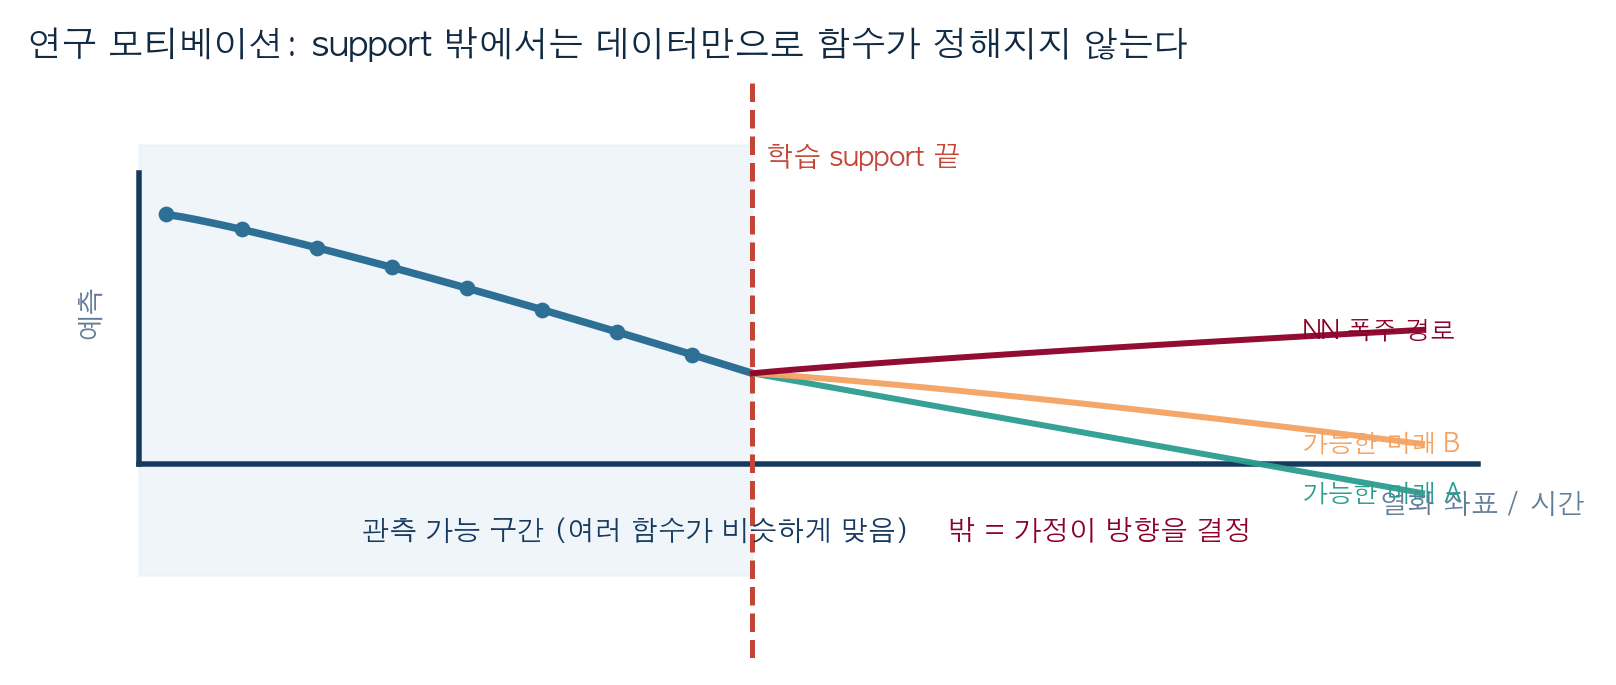 연구 모티베이션: support 밖에서는 데이터만으로 함수가 정해지지 않는다
학습 support 끝
예측
NN 폭주 경로
가능한 미래 B
가능한 미래 A
열화 좌표 / 시간
관측 가능 구간 (여러 함수가 비슷하게 맞음)
밖 = 가정이 방향을 결정